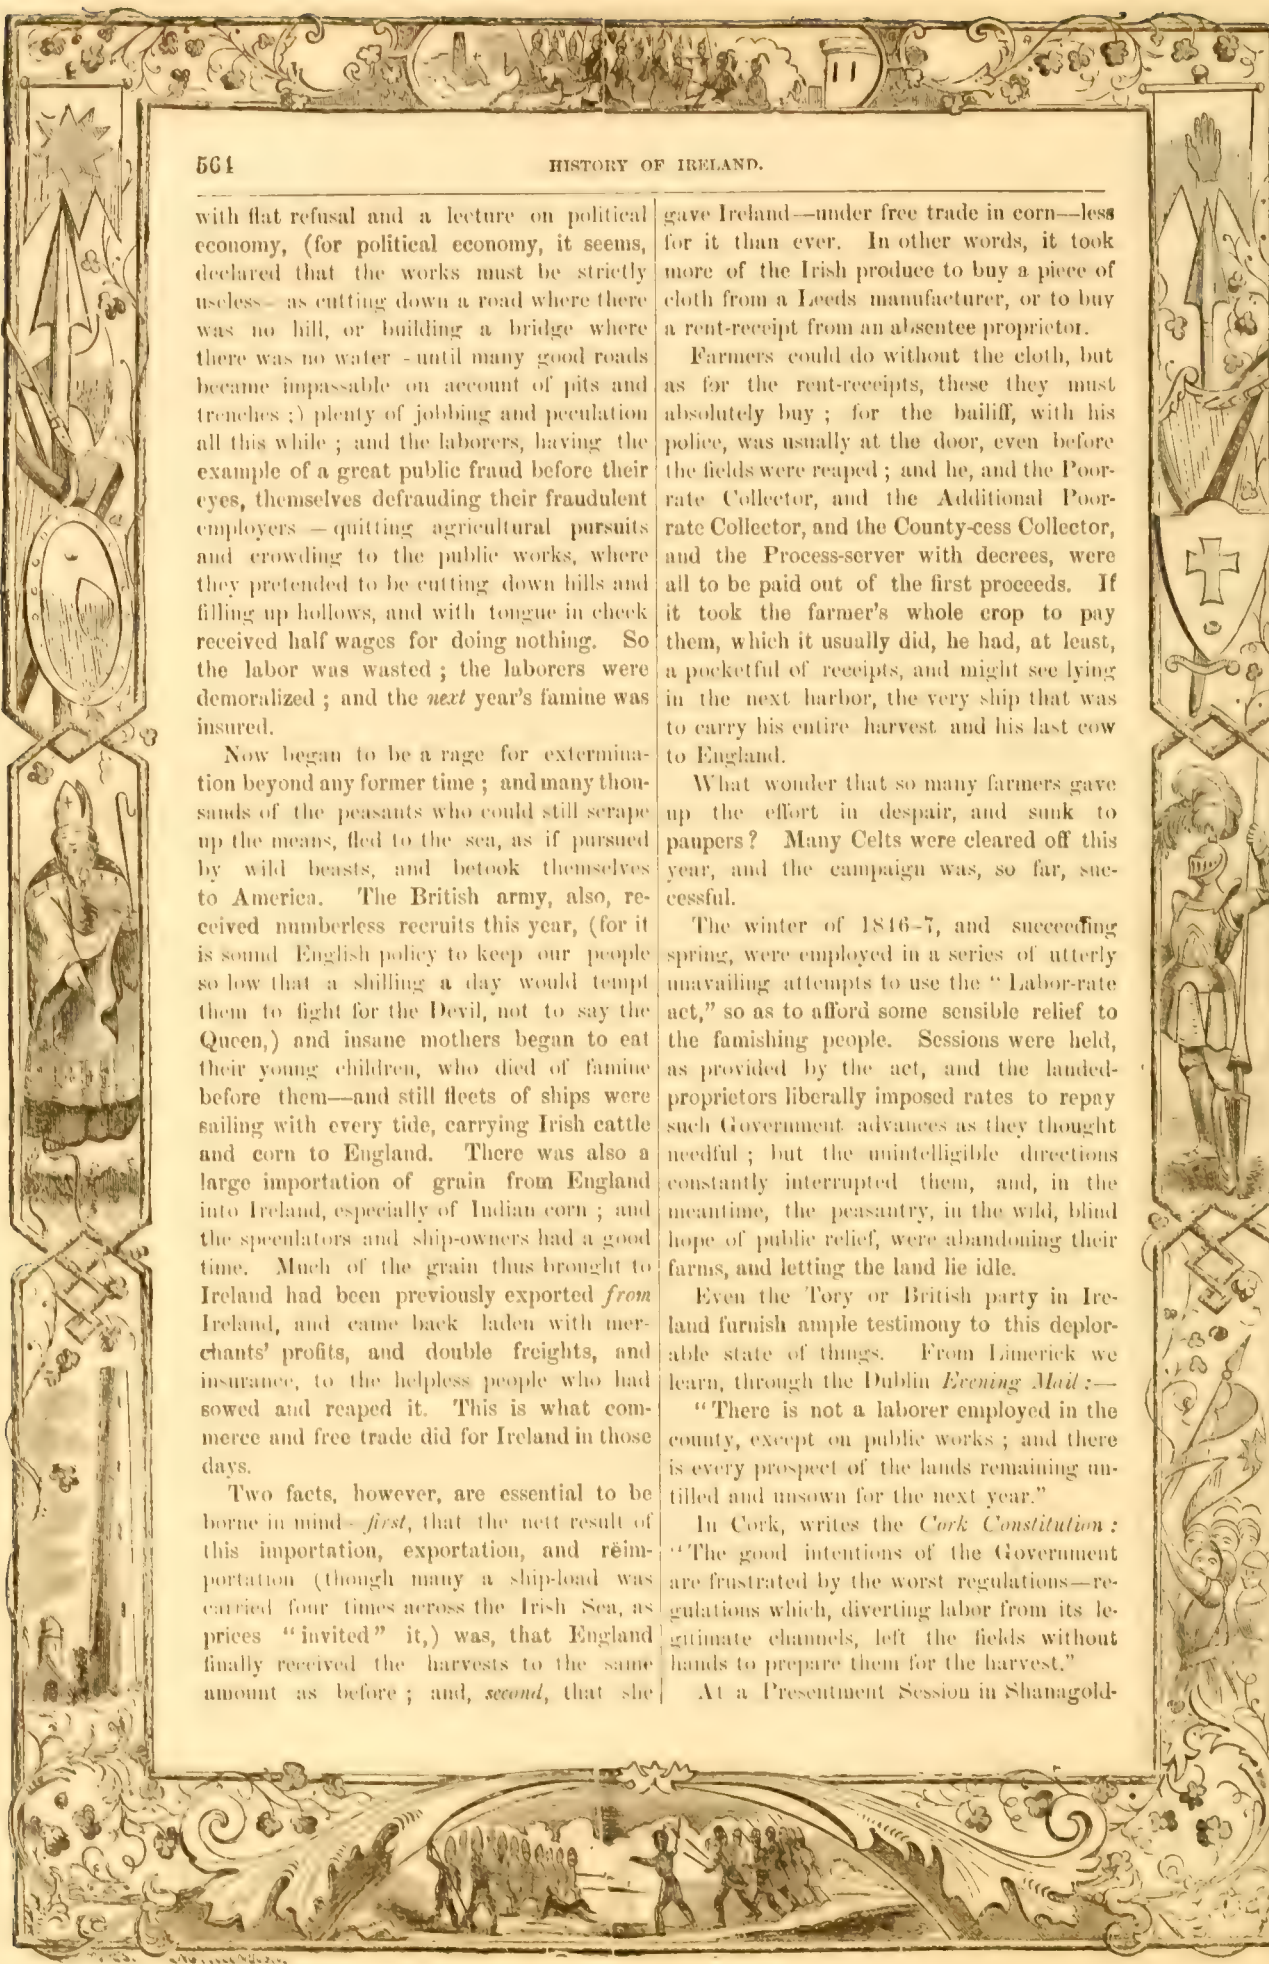 564
HISTORY OF IRELAND.
with flat refusal and a lecture on political
economy, (for political economy, it seems,
declared that the works must be strictly
useless—as cutting down a road where there
was no hill, or building a bridge where
there was no water—until many good roads
became impassable on account of pits and
trenches ;) plenty of jobbing and peculation
all this while ; and the laborers, having the
example of a great public fraud before their
eyes, themselves defrauding their fraudulent
employers—quitting agricultural pursuits
and crowding to the public works, where
they pretended to be cutting down hills and
filling up hollows, and with tongue in cheek
received half wages for doing nothing. So
the labor was wasted ; the laborers were
demoralized ; and the next year's famine was
insured.
Now began to be a rage for extermina-
tion beyond any former time ; and many thou-
sands of the peasants who could still scrape
up the means, fled to the sea, as if pursued
by wild beasts, and betook themselves
to America. The British army, also, re-
ceived numberless recruits this year, (for it
is sound English policy to keep our people
so low that a shilling a day would tempt
them to fight for the Devil, not to say the
Queen,) and insane mothers began to eat
their young children, who died of famine
before them—and still fleets of ships were
sailing with every tide, carrying Irish cattle
and corn to England. There was also a
large importation of grain from England
into Ireland, especially of Indian corn ; and
the speculators and ship-owners had a good
time. Much of the grain thus brought to
Ireland had been previously exported from
Ireland, and came back laden with mer-
chants' profits, and double freights, and
insurance, to the helpless people who had
sowed and reaped it. This is what com-
merce and free trade did for Ireland in those
days.
Two facts, however, are essential to be
borne in mind—first, that the nett result of
this importation, exportation, and rëim-
portation (though many a ship-load was
carried four times across the Irish Sea, as
prices "invited" it,) was, that England
finally received the harvests to the same
amount as before ; and, second, that she
gave Ireland—under free trade in corn—less
for it than ever. In other words, it took
more of the Irish produce to buy a piece of
cloth from a Leeds manufacturer, or to buy
a rent-receipt from an absentee proprietor.
Farmers could do without the cloth, but
as for the rent-receipts, these they must
absolutely buy ; for the bailiff, with his
police, was usually at the door, even before
the fields were reaped ; and he, and the Poor-
rate Collector, and the Additional Poor-
rate Collector, and the County-cess Collector,
and the Process-server with decrees, were
all to be paid out of the first proceeds. If
it took the farmer's whole crop to pay
them, which it usually did, he had, at least,
a pocketful of receipts, and might see lying
in the next harbor, the very ship that was
to carry his entire harvest and his last cow
to England.
What wonder that so many farmers gave
up the effort in despair, and sunk to
paupers? Many Celts were cleared off this
year, and the campaign was, so far, suc-
cessful.
The winter of 1846-7, and succeeding
spring, were employed in a series of utterly
unavailing attempts to use the "Labor-rate
act," so as to afford some sensible relief to
the famishing people. Sessions were held,
as provided by the act, and the landed-
proprietors liberally imposed rates to repay
such Government advances as they thought
needful ; but the unintelligible directions
constantly interrupted them, and, in the
meantime, the peasantry, in the wild, blind
hope of public relief, were abandoning their
farms, and letting the land lie idle.
Even the Tory or British party in Ire-
land furnish ample testimony to this deplor-
able state of things. From Limerick we
learn, through the Dublin Evening Mail :—
"There is not a laborer employed in the
county, except on public works ; and there
is every prospect of the lands remaining un-
tilled and unsown for the next year."
In Cork, writes the Cork Constitution :
"The good intentions of the Government
are frustrated by the worst regulations—re-
gulations which, diverting labor from its le-
gitimate channels, left the fields without
hands to prepare them for the harvest."
At a Presentment Session in Shanagold-